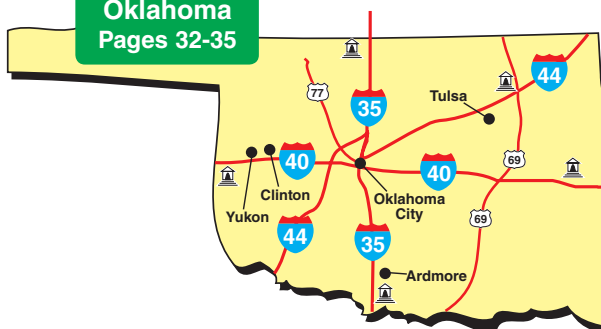 Oklahoma
Pages 32-35
77
35
44
Tulsa
69
40
40
Clinton
Oklahoma
City
Yukon
69
44
35
Ardmore